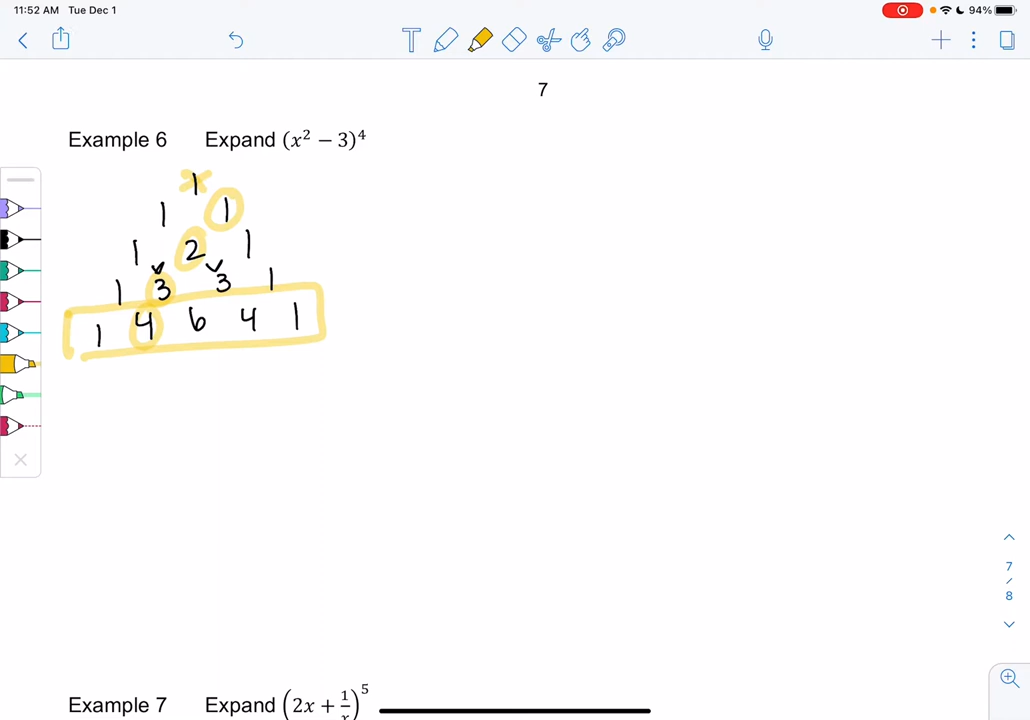 11:52 AM Tue Dec 1
94%
T
7
Example 6 Expand (x² − 3)⁴
1
1 1
1 2 1
1 3 3 1
1 4 6 4 1
7
/
8
Example 7 Expand (2x + 1/x)⁵